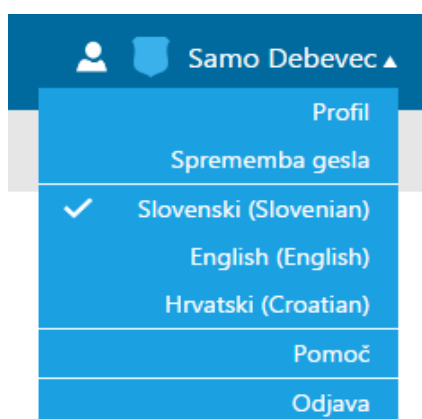 Samo Debevec
Profil
Sprememba gesla
Slovenski (Slovenian)
English (English)
Hrvatski (Croatian)
Pomoč
Odjava